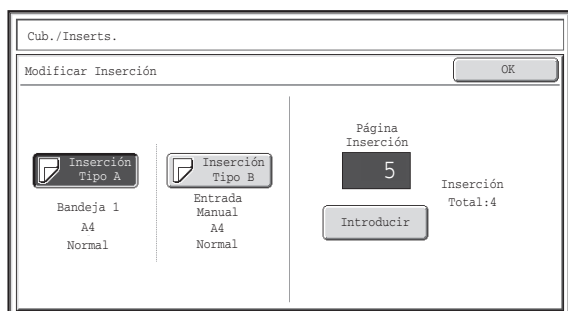 Cub./Inserts.
Modificar Inserción
OK
Inserción
Tipo A
Bandeja 1
A4
Normal
Inserción
Tipo B
Entrada
Manual
A4
Normal
Página
Inserción
5
Introducir
Inserción
Total:4